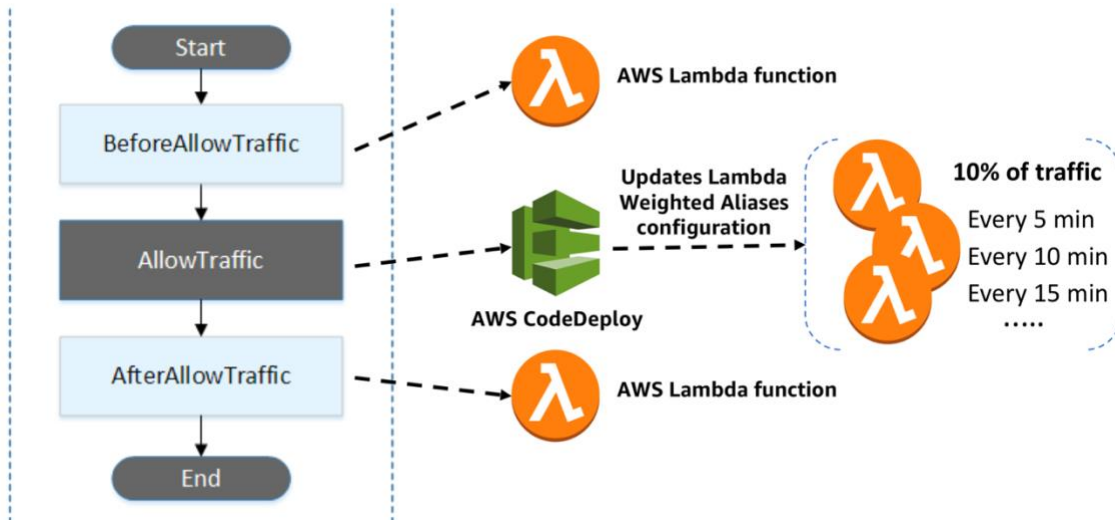 Start
BeforeAllowTraffic
AllowTraffic
AfterAllowTraffic
End
AWS Lambda function
Updates Lambda
Weighted Aliases
configuration
AWS CodeDeploy
10% of traffic
Every 5 min
Every 10 min
Every 15 min
.....
AWS Lambda function